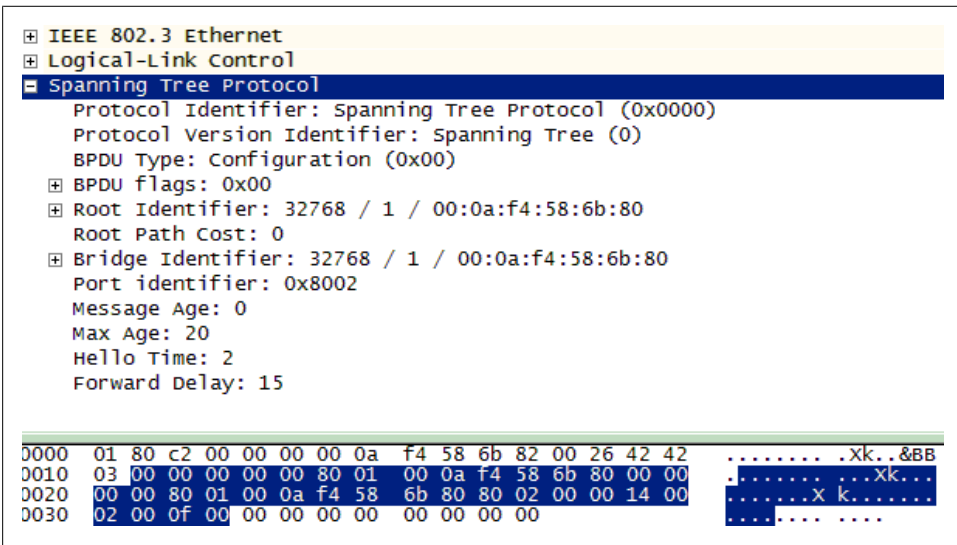 IEEE 802.3 Ethernet
Logical-Link Control
Spanning Tree Protocol
Protocol Identifier: Spanning Tree Protocol (0x0000)
Protocol Version Identifier: Spanning Tree (0)
BPDU Type: Configuration (0x00)
BPDU flags: 0x00
Root Identifier: 32768 / 1 / 00:0a:f4:58:6b:80
Root Path Cost: 0
Bridge Identifier: 32768 / 1 / 00:0a:f4:58:6b:80
Port identifier: 0x8002
Message Age: 0
Max Age: 20
Hello Time: 2
Forward Delay: 15
0000 01 80 c2 00 00 00 00 0a f4 58 6b 82 00 26 42 42 ........ .Xk..&BB
0010 03 00 00 00 00 00 80 01 00 0a f4 58 6b 80 00 00 ........ ...Xk...
0020 00 00 80 01 00 0a f4 58 6b 80 80 02 00 00 14 00 .......X k.......
0030 02 00 0f 00 00 00 00 00 00 00 00 00 ........ ....